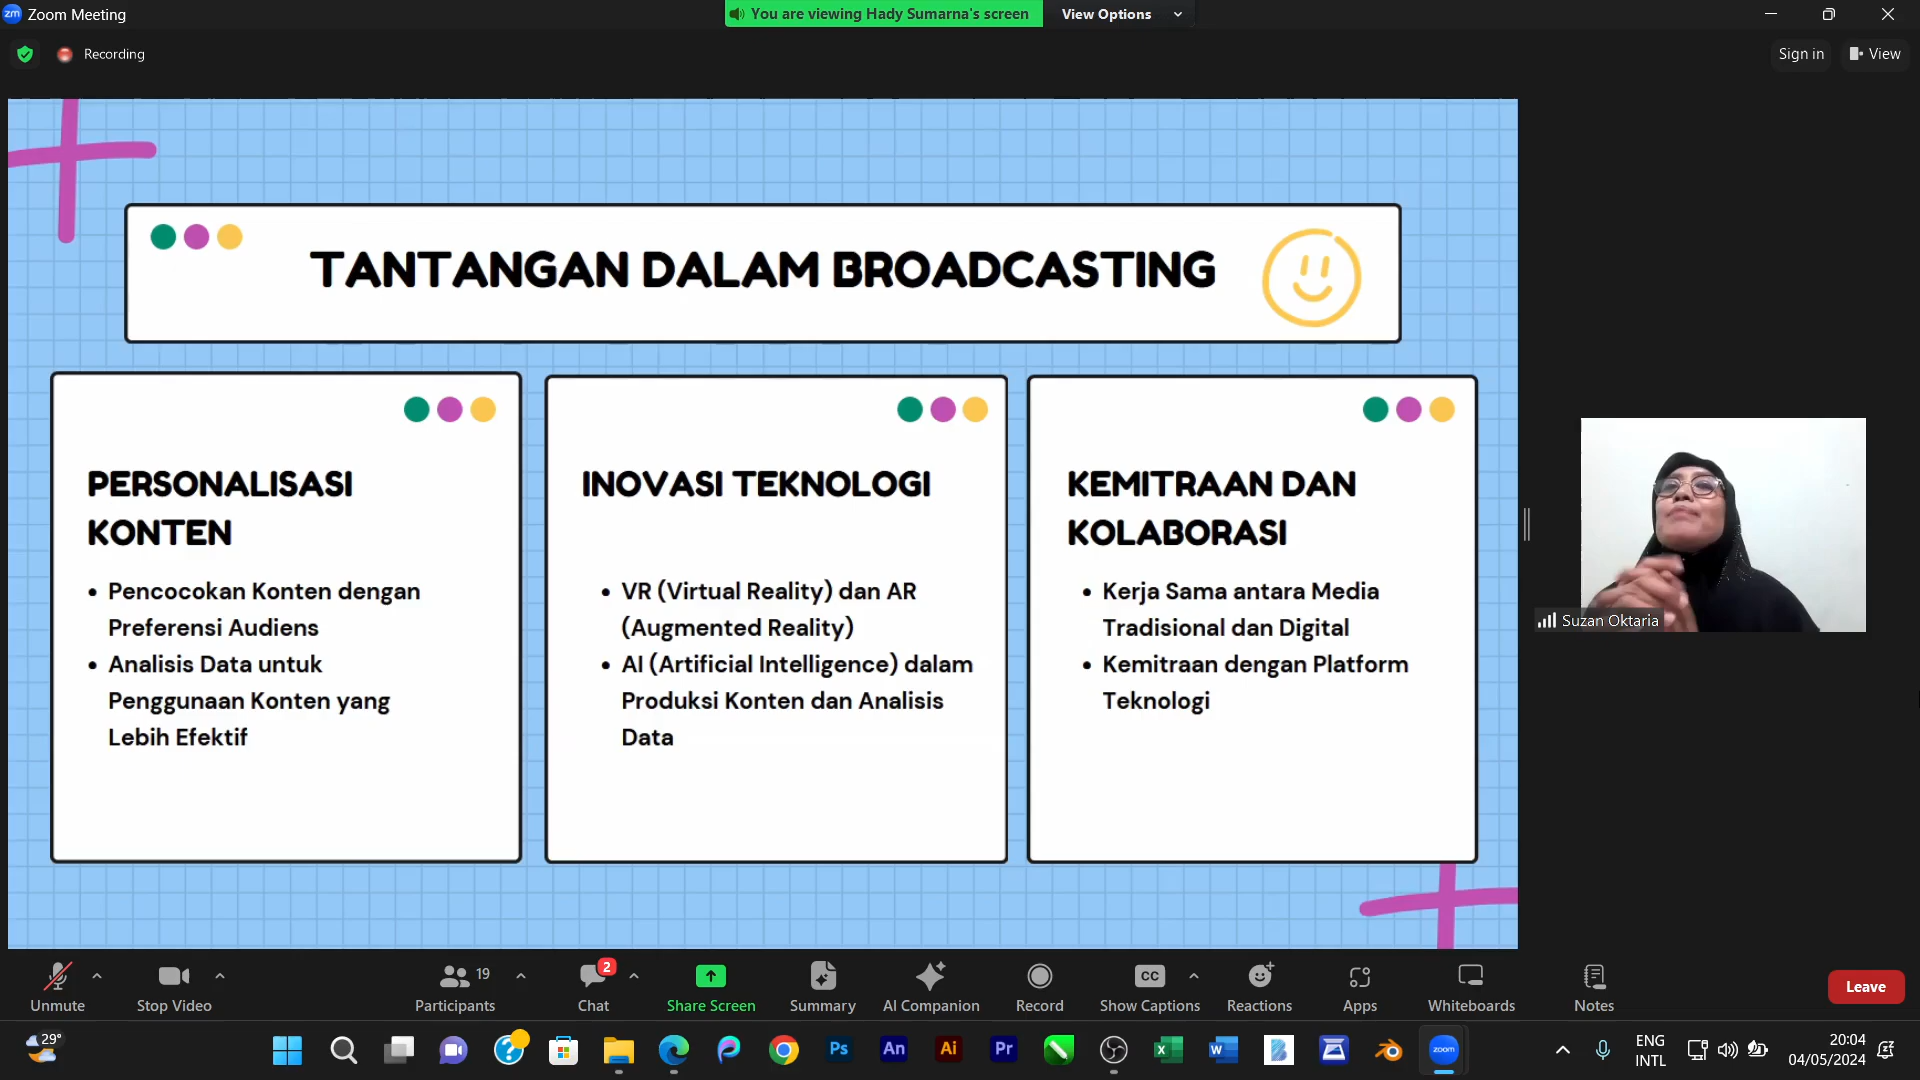 zm Zoom Meeting
You are viewing Hady Sumarna's screen
View Options
Recording
Sign in
View
TANTANGAN DALAM BROADCASTING
PERSONALISASI
KONTEN
• Pencocokan Konten dengan
Preferensi Audiens
• Analisis Data untuk
Penggunaan Konten yang
Lebih Efektif
INOVASI TEKNOLOGI
• VR (Virtual Reality) dan AR
(Augmented Reality)
• AI (Artificial Intelligence) dalam
Produksi Konten dan Analisis
Data
KEMITRAAN DAN
KOLABORASI
• Kerja Sama antara Media
Tradisional dan Digital
• Kemitraan dengan Platform
Teknologi
Suzan Oktaria
Unmute
Stop Video
19
Participants
2
Chat
Share Screen
Summary
AI Companion
Record
CC
Show Captions
Reactions
Apps
Whiteboards
Notes
Leave
29°
Ps
An
Ai
Pr
zoom
ENG
INTL
20:04
04/05/2024